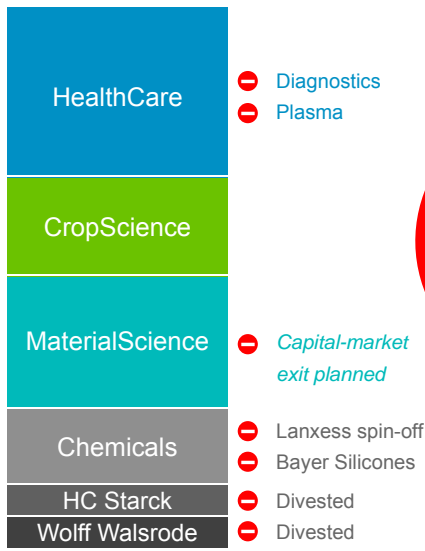 HealthCare
Diagnostics
Plasma
CropScience
MaterialScience
Capital-market
exit planned
Chemicals
Lanxess spin-off
Bayer Silicones
HC Starck
Divested
Wolff Walsrode
Divested